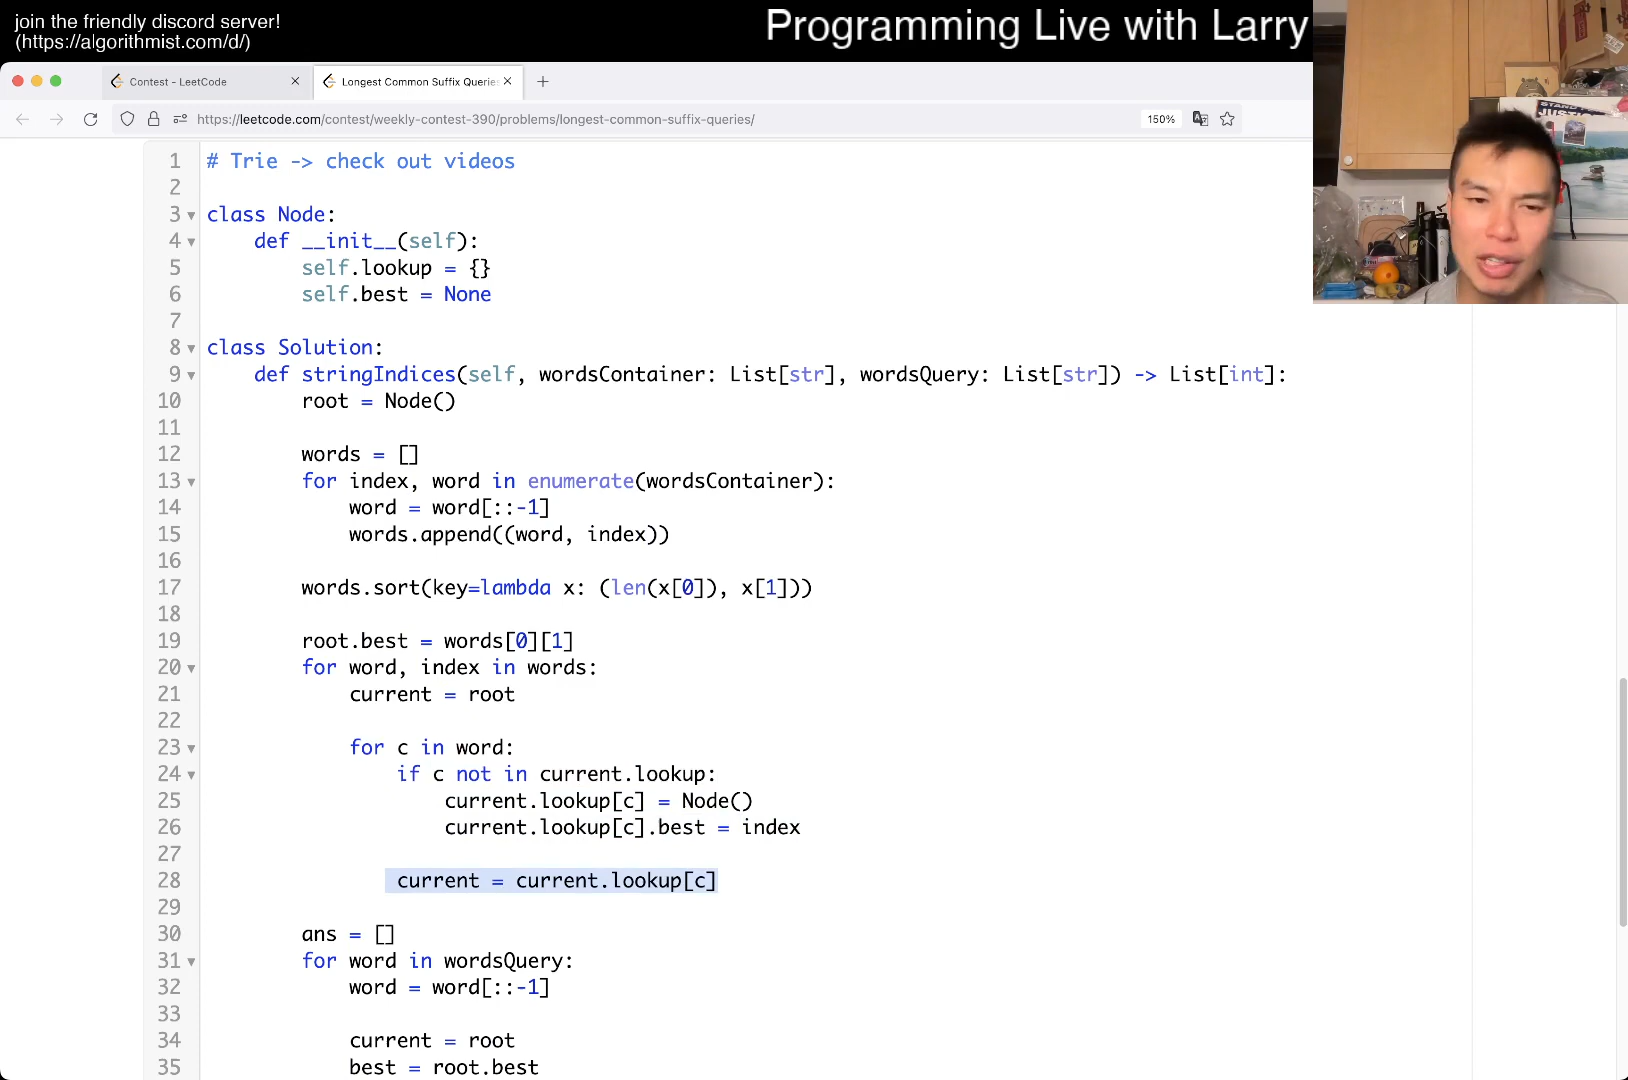 join the friendly discord server!
(https://algorithmist.com/d/)
Programming Live with Larry
Contest - LeetCode
Longest Common Suffix Querie
https://leetcode.com/contest/weekly-contest-390/problems/longest-common-suffix-queries/
150%
1 # Trie -> check out videos
2
3 class Node:
4 def __init__(self):
5 self.lookup = {}
6 self.best = None
7
8 class Solution:
9 def stringIndices(self, wordsContainer: List[str], wordsQuery: List[str]) -> List[int]:
10 root = Node()
11
12 words = []
13 for index, word in enumerate(wordsContainer):
14 word = word[::-1]
15 words.append((word, index))
16
17 words.sort(key=lambda x: (len(x[0]), x[1]))
18
19 root.best = words[0][1]
20 for word, index in words:
21 current = root
22
23 for c in word:
24 if c not in current.lookup:
25 current.lookup[c] = Node()
26 current.lookup[c].best = index
27
28 current = current.lookup[c]
29
30 ans = []
31 for word in wordsQuery:
32 word = word[::-1]
33
34 current = root
35 best = root.best